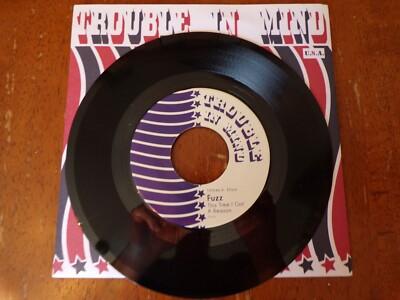 TROUBLE IN MIND
U.S.A.
TROUBLE
IN MIND
Fuzz
This Time I Got
A Reason